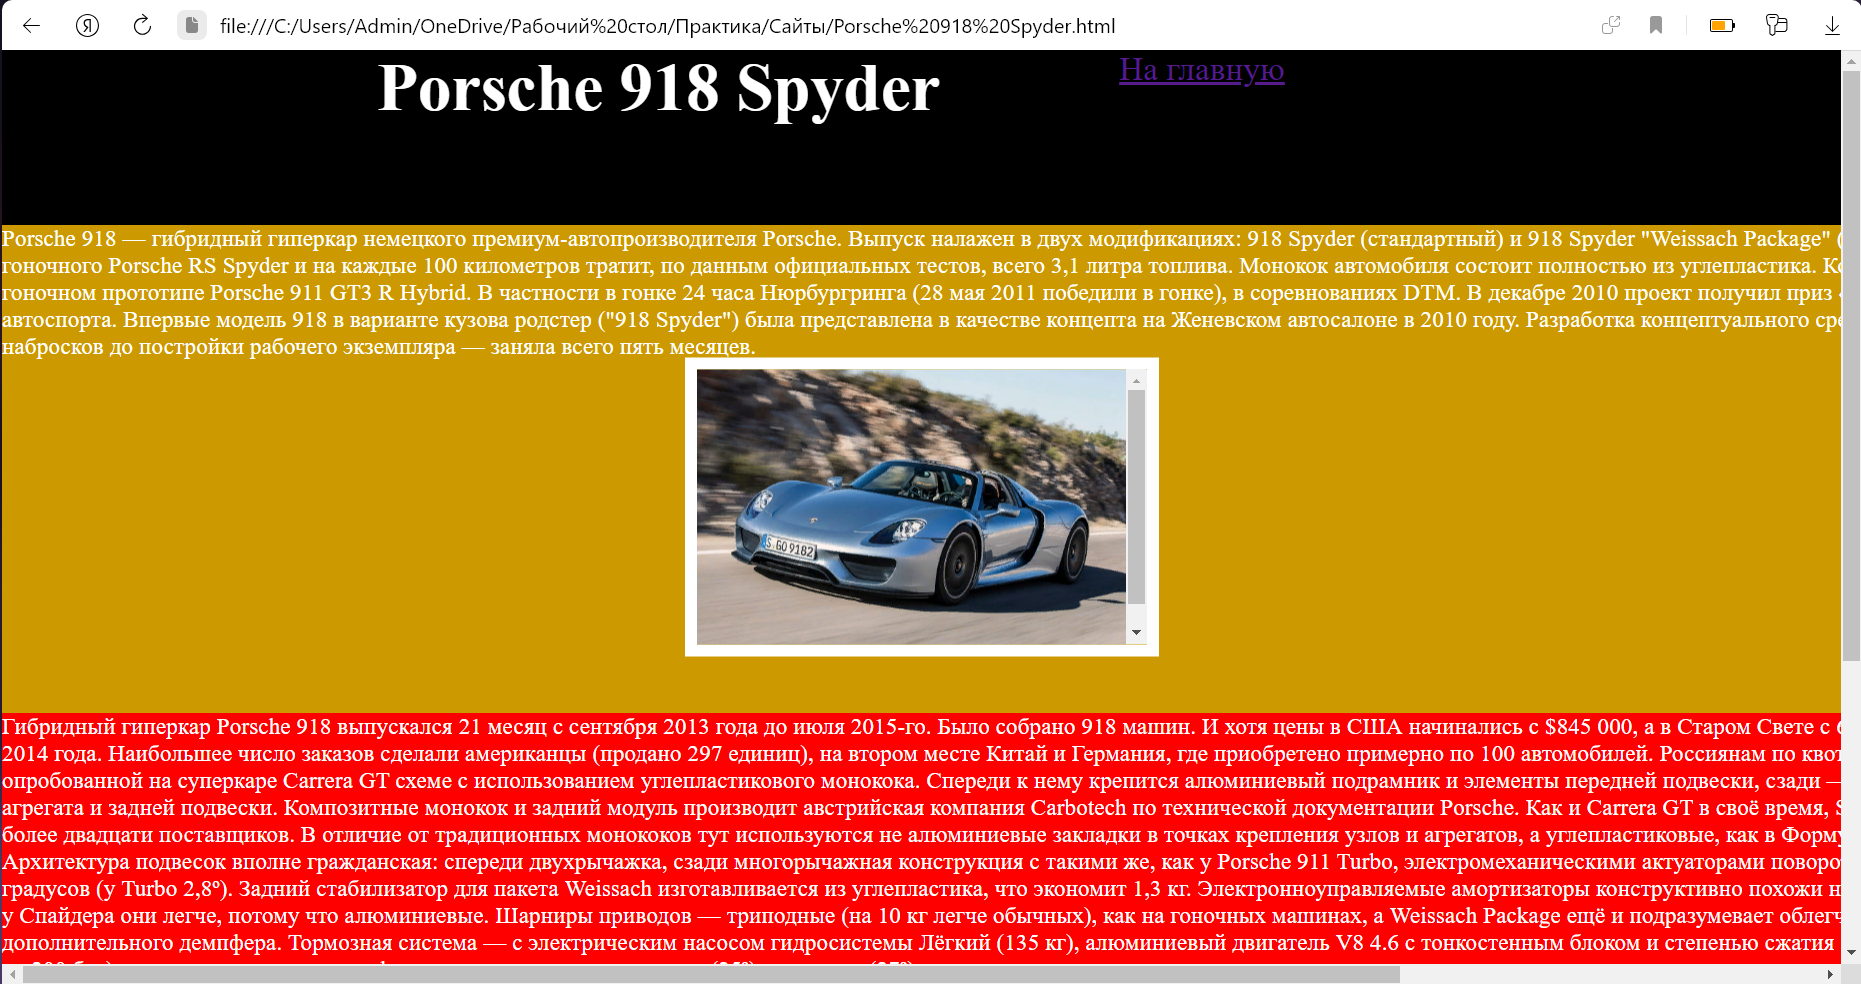 file:///C:/Users/Admin/OneDrive/Рабочий%20стол/Практика/Сайты/Porsche%20918%20Spyder.html
Porsche 918 Spyder
На главную
Porsche 918 — гибридный гиперкар немецкого премиум-автопроизводителя Porsche. Выпуск налажен в двух модификациях: 918 Spyder (стандартный) и 918 Spyder "Weissach Package" (
гоночного Porsche RS Spyder и на каждые 100 километров тратит, по данным официальных тестов, всего 3,1 литра топлива. Монокок автомобиля состоит полностью из углепластика.
гоночном прототипе Porsche 911 GT3 R Hybrid. В частности в гонке 24 часа Нюрбургринга (28 мая 2011 победили в гонке), в соревнованиях DTM. В декабре 2010 проект получил приз
автоспорта. Впервые модель 918 в варианте кузова родстер ("918 Spyder") была представлена в качестве концепта на Женевском автосалоне в 2010 году. Разработка концептуального
набросков до постройки рабочего экземпляра — заняла всего пять месяцев.
S GO 9182
Гибридный гиперкар Porsche 918 выпускался 21 месяц с сентября 2013 года до июля 2015-го. Было собрано 918 машин. И хотя цены в США начинались с $845 000, а в Старом Свете с
2014 года. Наибольшее число заказов сделали американцы (продано 297 единиц), на втором месте Китай и Германия, где приобретено примерно по 100 автомобилей. Россиянам по
опробованной на суперкаре Carrera GT схеме с использованием углепластикового монокока. Спереди к нему крепится алюминиевый подрамник и элементы передней подвески, сзади —
агрегата и задней подвески. Композитные монокок и задний модуль производит австрийская компания Carbotech по технической документации Porsche. Как и Carrera GT в своё время,
более двадцати поставщиков. В отличие от традиционных монококов тут используются не алюминиевые закладки в точках крепления узлов и агрегатов, а углепластиковые, как в
Архитектура подвесок вполне гражданская: спереди двухрычажка, сзади многорычажная конструкция с такими же, как у Porsche 911 Turbo, электромеханическими актуаторами
градусов (у Turbo 2,8°). Задний стабилизатор для пакета Weissach изготавливается из углепластика, что экономит 1,3 кг. Электронноуправляемые амортизаторы конструктивно похожи
у Спайдера они легче, потому что алюминиевые. Шарниры приводов — триподные (на 10 кг легче обычных), как на гоночных машинах, а Weissach Package ещё и подразумевает
дополнительного демпфера. Тормозная система — с электрическим насосом гидросистемы Лёгкий (135 кг), алюминиевый двигатель V8 4.6 с тонкостенным блоком и степенью сжатия